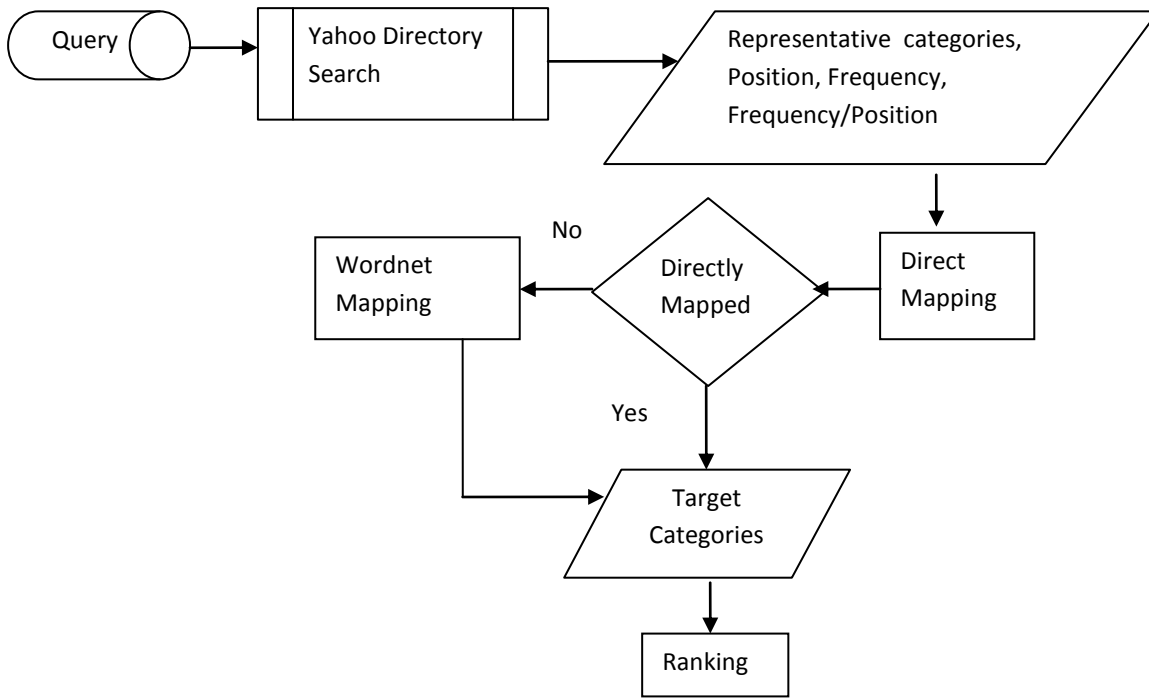 Query
Yahoo Directory
Search
Representative categories,
Position, Frequency,
Frequency/Position
No
Wordnet
Mapping
Directly
Mapped
Direct
Mapping
Yes
Target
Categories
Ranking